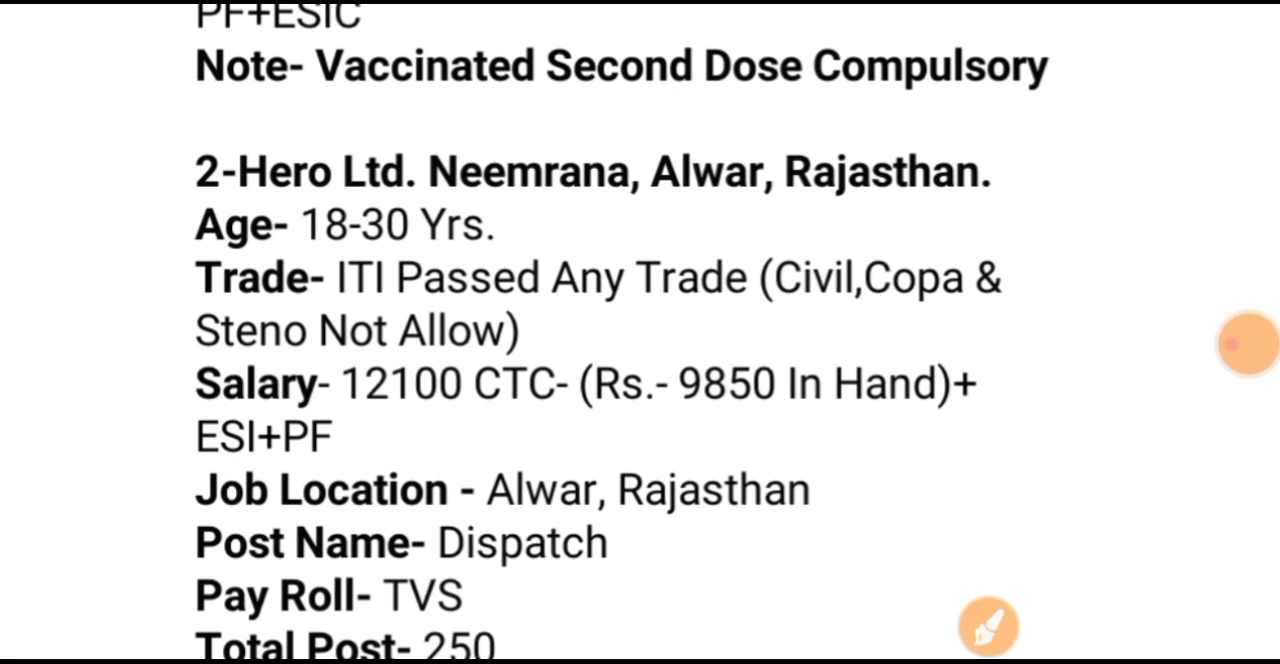 PF+ESIC
Note- Vaccinated Second Dose Compulsory
2-Hero Ltd. Neemrana, Alwar, Rajasthan.
Age- 18-30 Yrs.
Trade- ITI Passed Any Trade (Civil,Copa &
Steno Not Allow)
Salary- 12100 CTC- (Rs.- 9850 In Hand)+
ESI+PF
Job Location - Alwar, Rajasthan
Post Name- Dispatch
Pay Roll- TVS
Total Post- 250